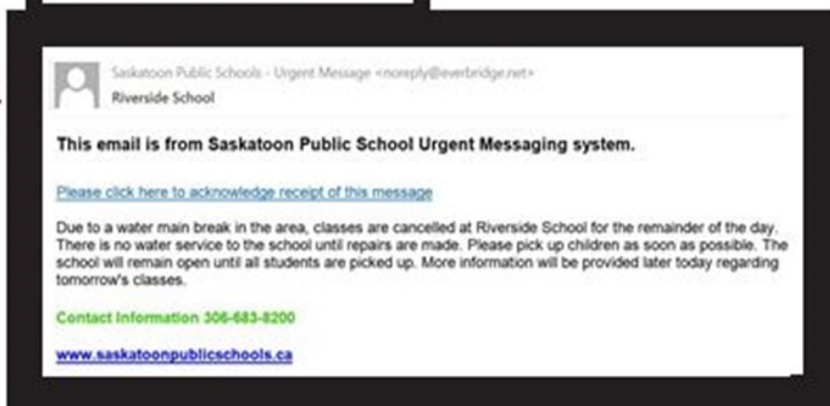 Saskatoon Public Schools - Urgent Message <noreply@everbridge.net>
Riverside School
This email is from Saskatoon Public School Urgent Messaging system.
Please click here to acknowledge receipt of this message
Due to a water main break in the area, classes are cancelled at Riverside School for the remainder of the day.
There is no water service to the school until repairs are made. Please pick up children as soon as possible. The
school will remain open until all students are picked up. More information will be provided later today regarding
tomorrow's classes.
Contact Information 306-683-8200
www.saskatoonpublicschools.ca